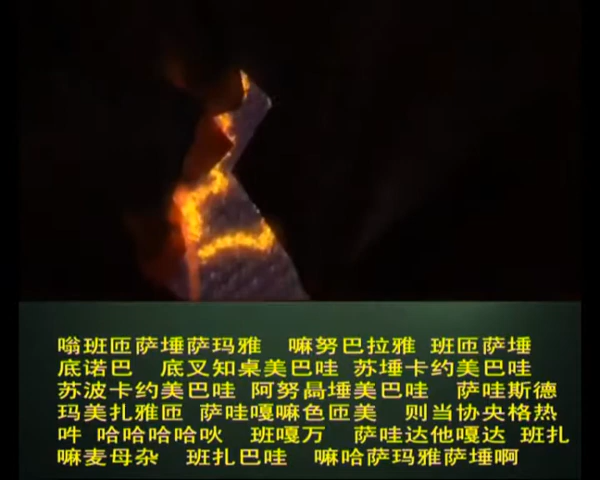 嗡班匝萨埵萨玛雅　嘛努巴拉雅 班匝萨埵
底诺巴　底叉知桌美巴哇 苏埵卡约美巴哇
苏波卡约美巴哇 阿努曷埵美巴哇　萨哇斯德
玛美扎雅匝　萨哇嘎嘛色匝美　则当协央格热
吽 哈哈哈哈吙　班嘎万　萨哇达他嘎达 班扎
嘛麦母杂　班扎巴哇　嘛哈萨玛雅萨埵啊